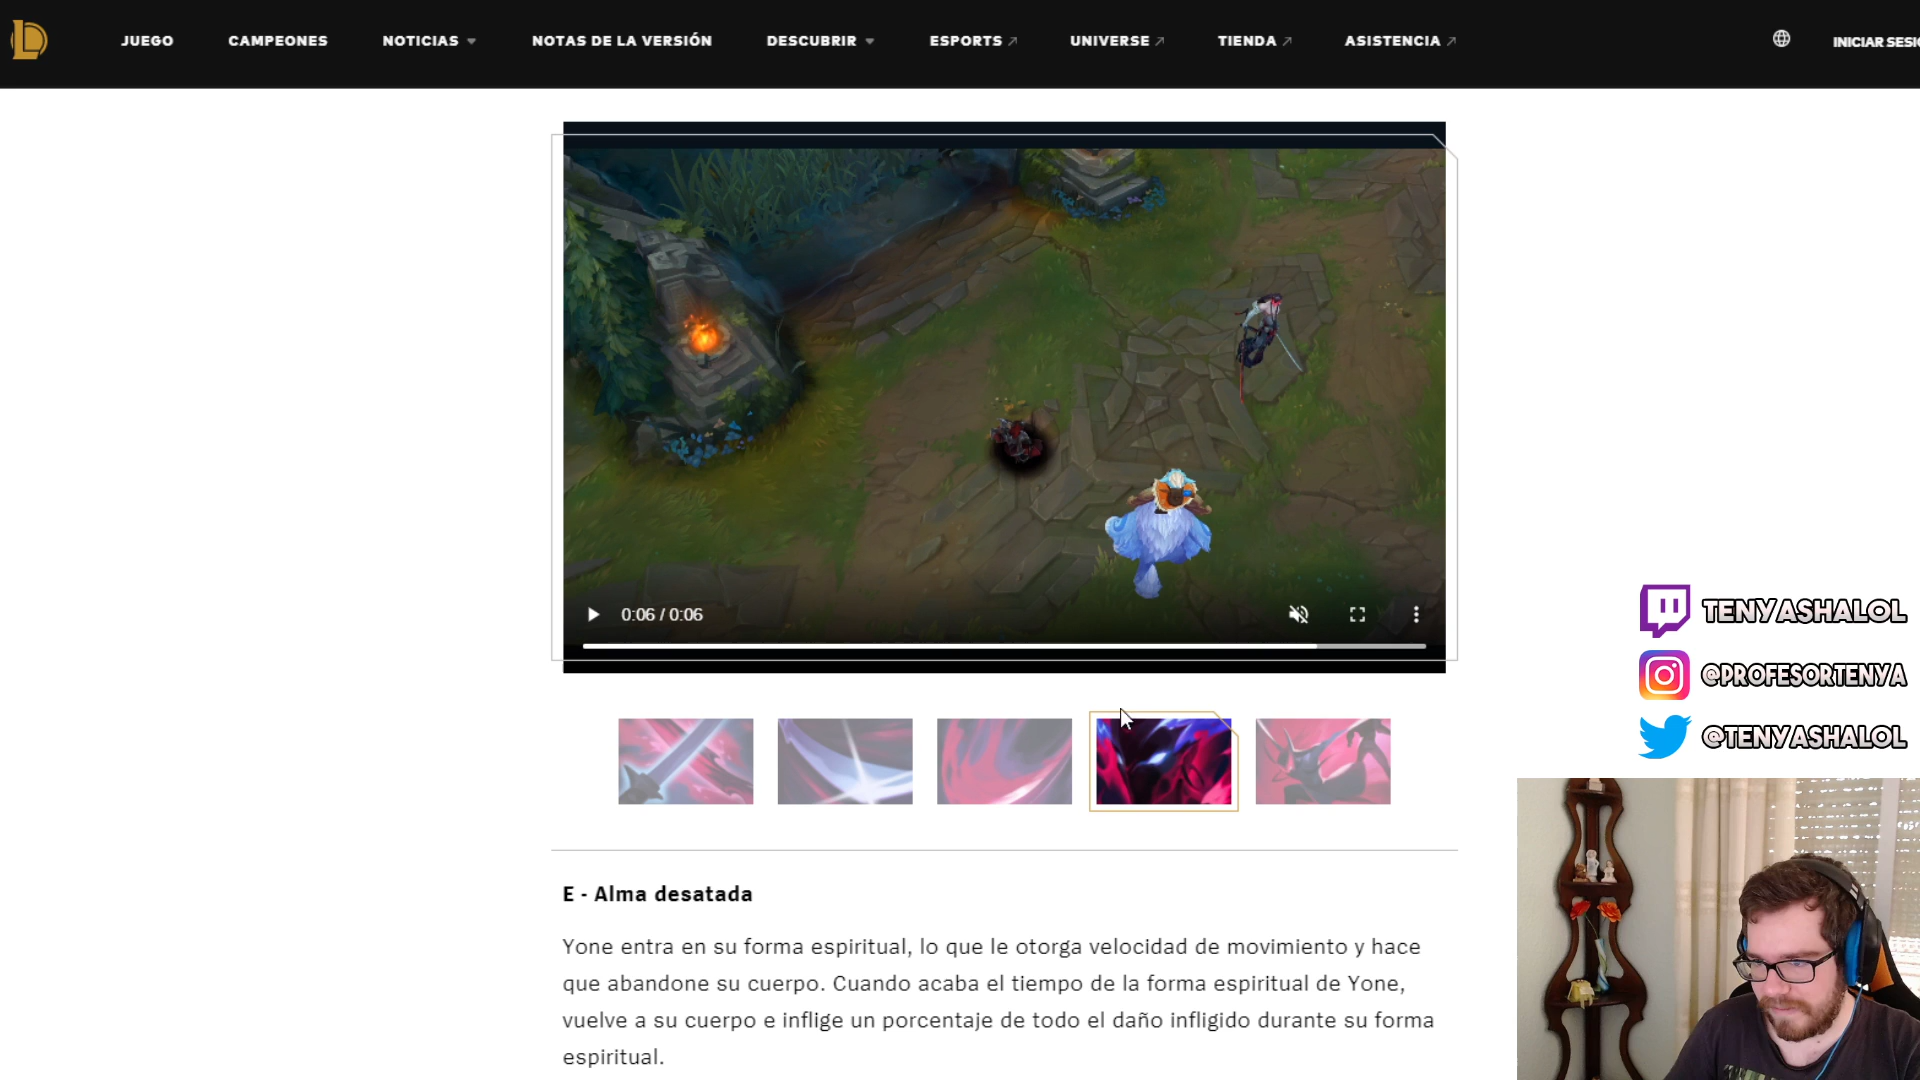 JUEGO
CAMPEONES
NOTICIAS
NOTAS DE LA VERSIÓN
DESCUBRIR
ESPORTS
UNIVERSE
TIENDA
ASISTENCIA
INICIAR SESIÓ
0:06 / 0:06
TENYASHALOL
@PROFESORTENYA
@TENYASHALOL
E - Alma desatada
Yone entra en su forma espiritual, lo que le otorga velocidad de movimiento y hace
que abandone su cuerpo. Cuando acaba el tiempo de la forma espiritual de Yone,
vuelve a su cuerpo e inflige un porcentaje de todo el daño infligido durante su forma
espiritual.